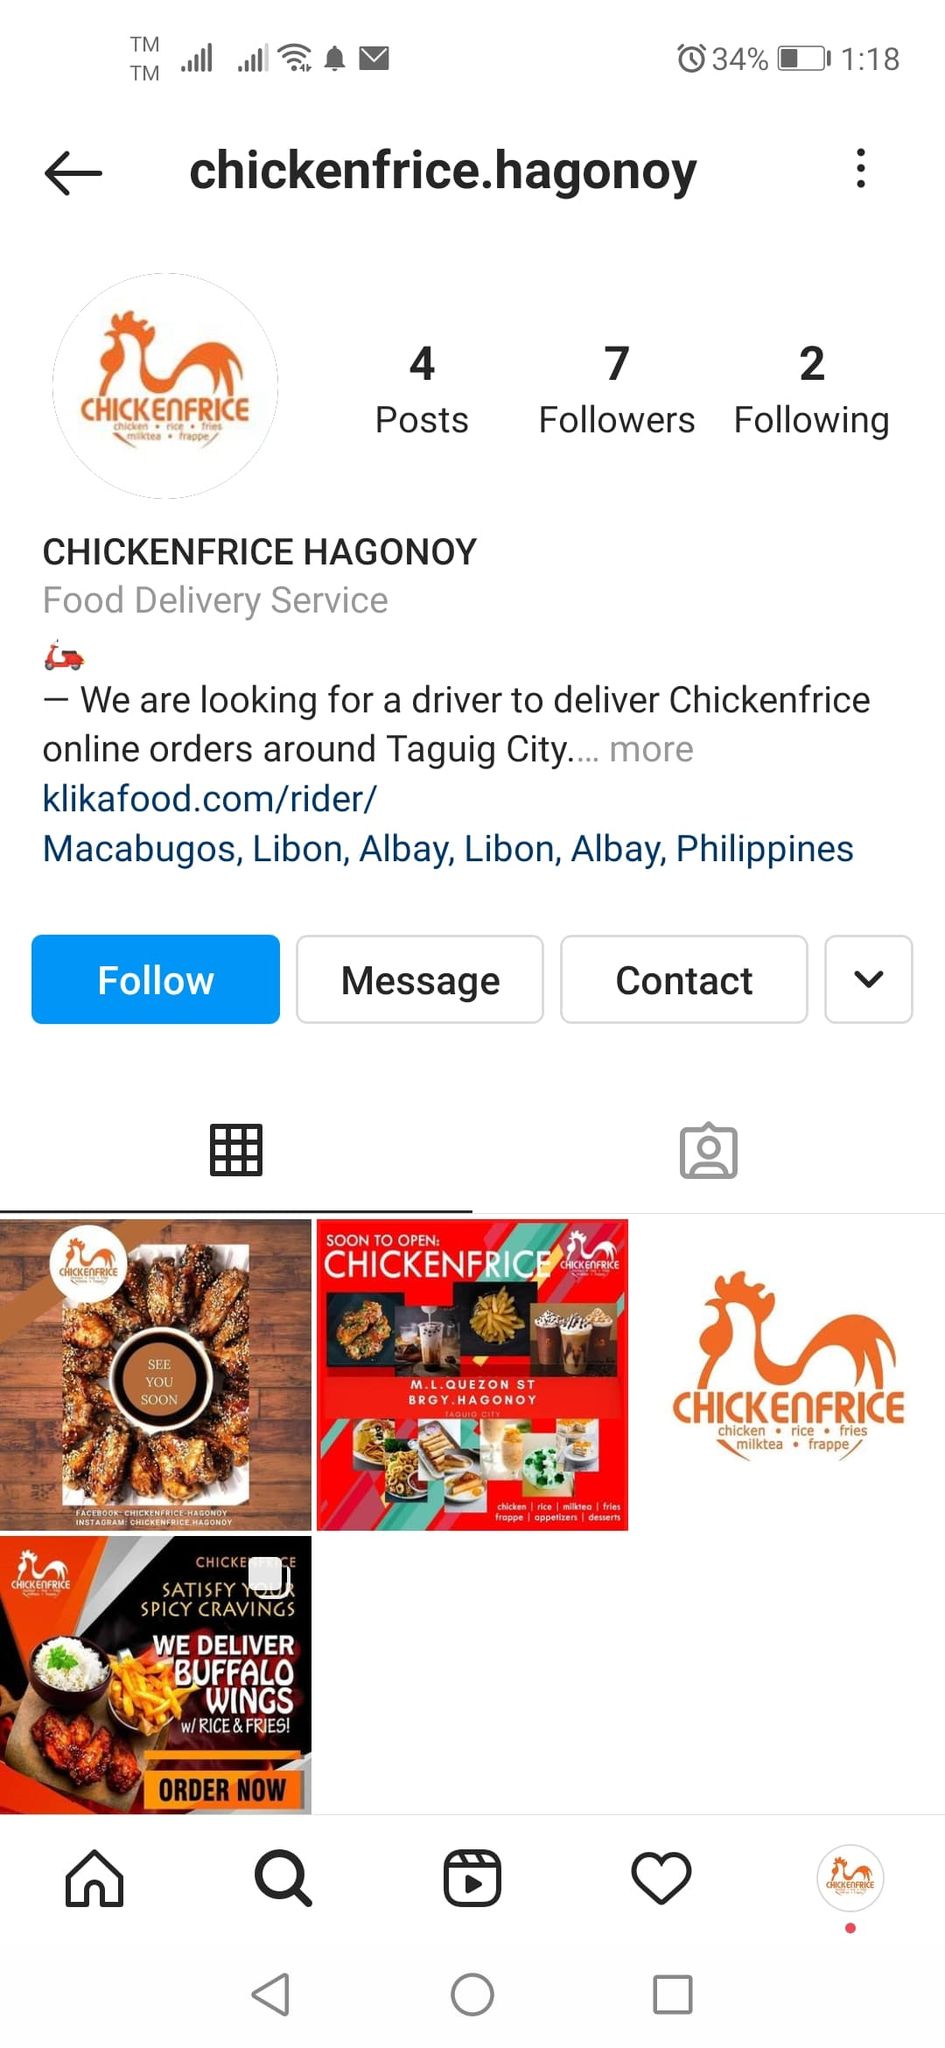 TM
TM
34%
1:18
chickenfrice.hagonoy
CHICKENFRICE
chicken • rice • fries
milktea • frappe
4
Posts
7
Followers
2
Following
CHICKENFRICE HAGONOY
Food Delivery Service
— We are looking for a driver to deliver Chickenfrice
online orders around Taguig City.... more
klikafood.com/rider/
Macabugos, Libon, Albay, Libon, Albay, Philippines
Follow
Message
Contact
CHICKENFRICE
SEE
YOU
SOON
FACEBOOK: CHICKENFRICE-HAGONOY
INSTAGRAM: CHICKENFRICE.HAGONOY
SOON TO OPEN:
CHICKENFRICE
CHICKENFRICE
M.L.QUEZON ST
BRGY.HAGONOY
TAGUIG CITY
chicken | rice | milktea | fries
frappe | appetizers | desserts
CHICKENFRICE
chicken • rice • fries
milktea • frappe
CHICKENFRICE
CHICKENFRICE
SATISFY YOUR
SPICY CRAVINGS
WE DELIVER
BUFFALO
WINGS
w/ RICE & FRIES!
ORDER NOW
CHICKENFRICE